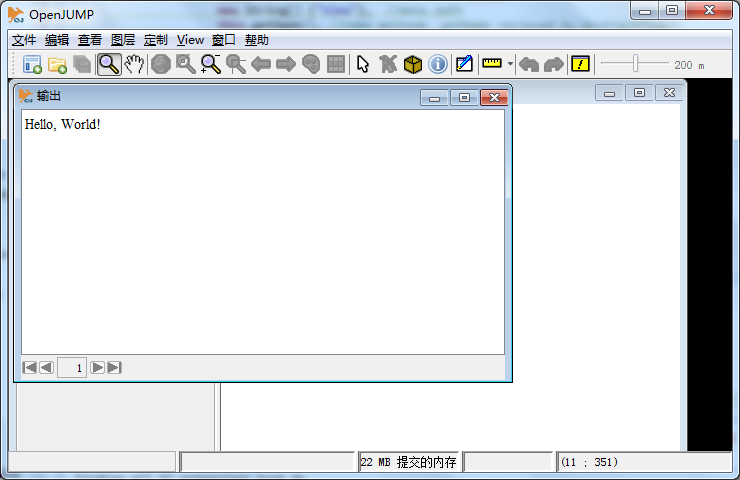 OpenJUMP
文件 编辑 查看 图层 定制 View 窗口 帮助
200 m
输出
Hello, World!
1
22 MB 提交的内存
(11 ; 351)